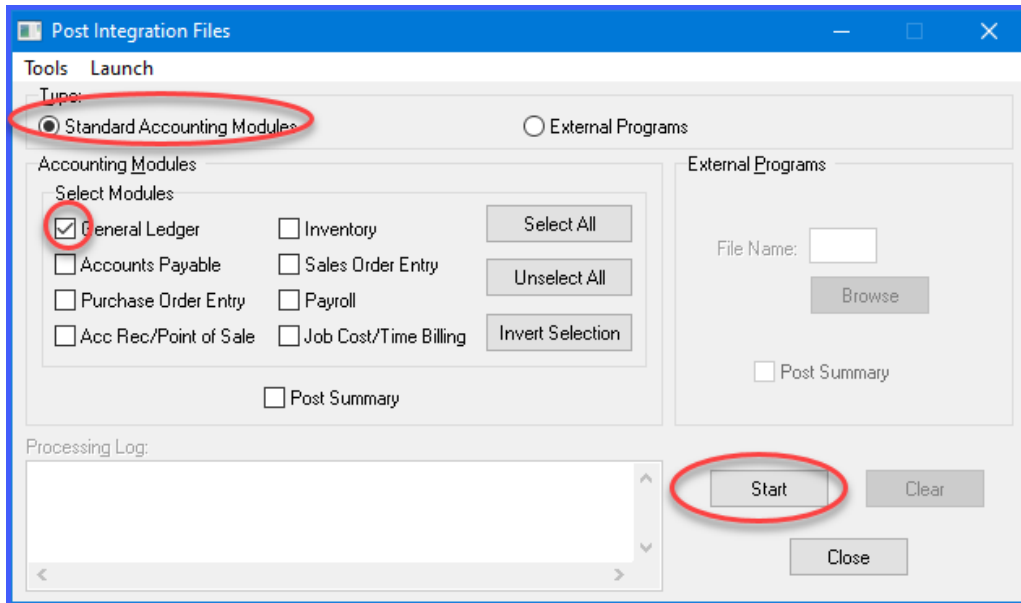 Post Integration Files
Tools Launch
Type:
Standard Accounting Modules External Programs
Accounting Modules
Select Modules
General Ledger Inventory Select All
Accounts Payable Sales Order Entry Unselect All
Purchase Order Entry Payroll
Acc Rec/Point of Sale Job Cost/Time Billing Invert Selection
Post Summary
External Programs
File Name:
Browse
Post Summary
Processing Log:
Start Clear
Close